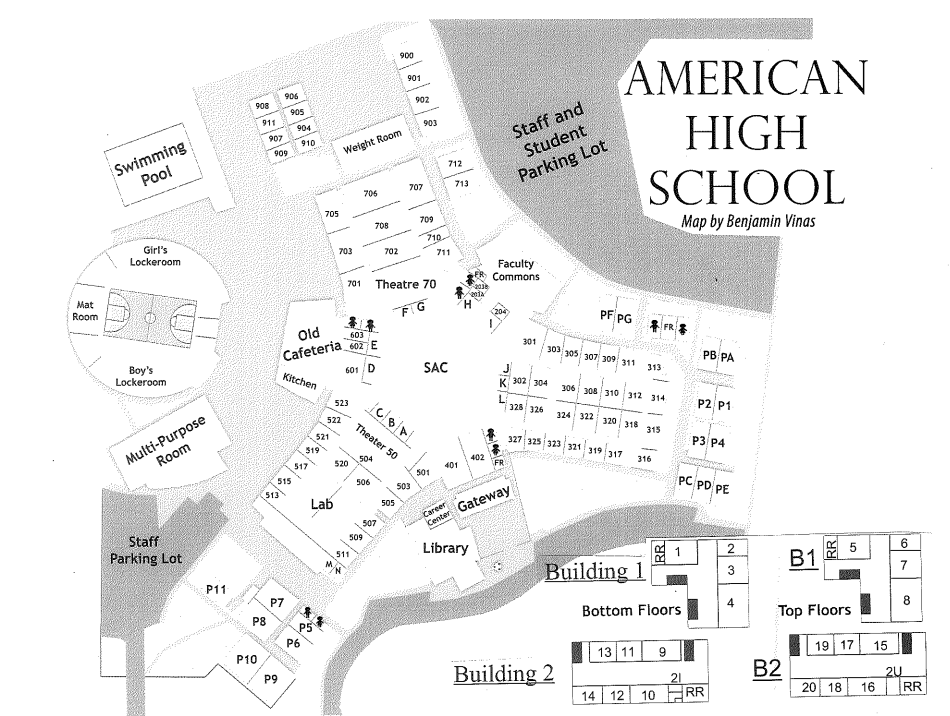 AMERICAN
HIGH
SCHOOL
Map by Benjamin Vinas
Staff and
Student
Parking Lot
900
901
902
903
908
906
911
905
907
904
909
910
Weight Room
712
713
Swimming
Pool
705
706
707
708
709
710
703
702
711
701
Theatre 70
F G
H
FR
203B
203A
Faculty
Commons
204
I
Girl's
Lockeroom
Mat
Room
Boy's
Lockeroom
Old
Cafeteria
Kitchen
603
602
E
601
D
SAC
PF PG
FR
PB PA
P2 P1
P3 P4
PC PD PE
301
303 305 307 309 311 313
J
K
L
302 304 306 308 310 312 314
328 326 324 322 320 318 315
327 325 323 321 319 317 316
C B A
Theater 50
523
522
521
519
517
515
513
520
504
506
503
505
501
507
509
511
M N
Lab
401
402
FR
Career
Center
Gateway
Library
Multi-Purpose
Room
Staff
Parking Lot
P11
P7
P8
P5
P6
P10
P9
Building 1
Bottom Floors
RR
1
2
3
4
B1
Top Floors
RR
5
6
7
8
Building 2
13 11 9
2I
14 12 10 RR
B2
19 17 15
2U
20 18 16 RR